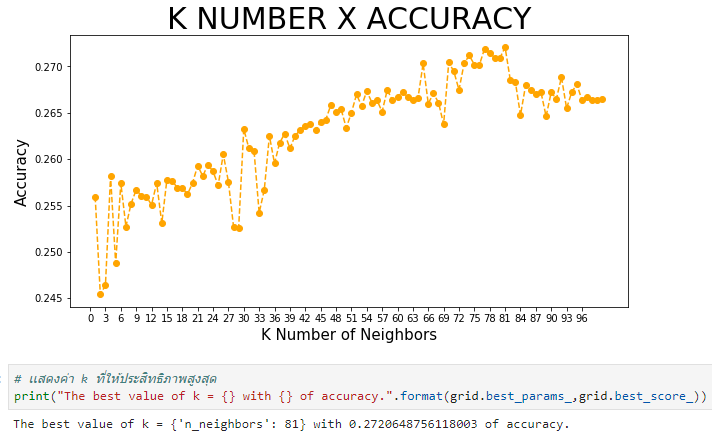 K NUMBER X ACCURACY
Accuracy
0.270
0.265
0.260
0.255
0.250
0.245
0 3 6 9 12 15 18 21 24 27 30 33 36 39 42 45 48 51 54 57 60 63 66 69 72 75 78 81 84 87 90 93 96
K Number of Neighbors
# แสดงค่า k ที่ให้ประสิทธิภาพสูงสุด
print("The best value of k = {} with {} of accuracy.".format(grid.best_params_,grid.best_score_))
The best value of k = {'n_neighbors': 81} with 0.2720648756118003 of accuracy.